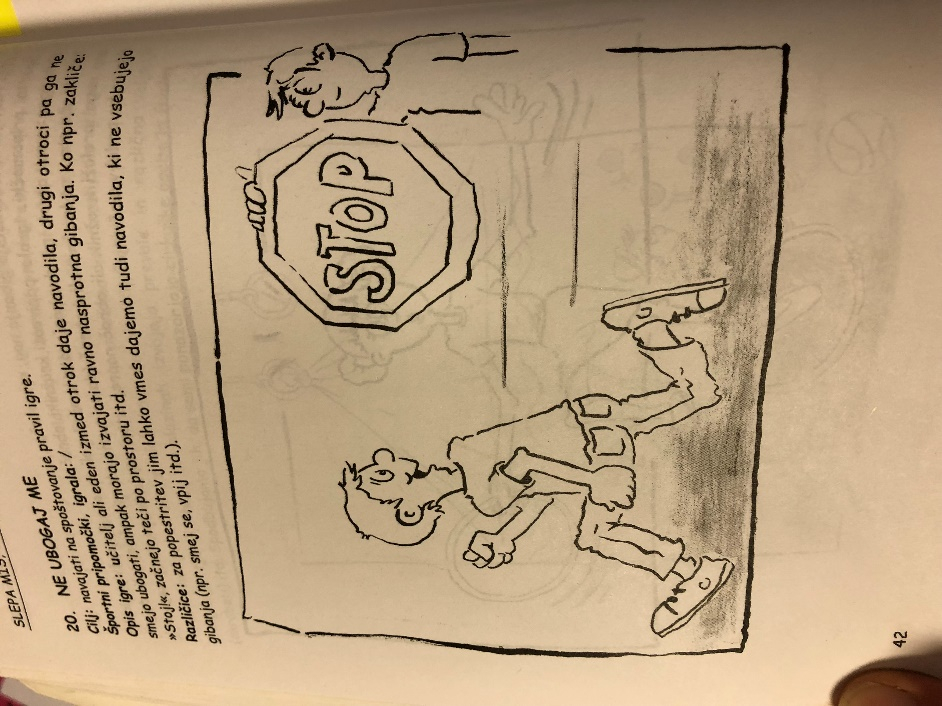 SLEPA MIŠ,
20. NE UBOGAJ ME
Cilj: navajati na spoštovanje pravil igre.
Športni pripomočki, igrala: /
Opis igre: učitelj ali eden izmed otrok daje navodila, drugi otroci pa ga ne
smejo ubogati, ampak morajo izvajati ravno nasprotna gibanja. Ko npr. zakliče:
»Stoj!«, začnejo teči po prostoru itd.
Različice: za popestritev jim lahko vmes dajemo tudi navodila, ki ne vsebujejo
gibanja (npr. smej se, vpij itd.).
STOP
42